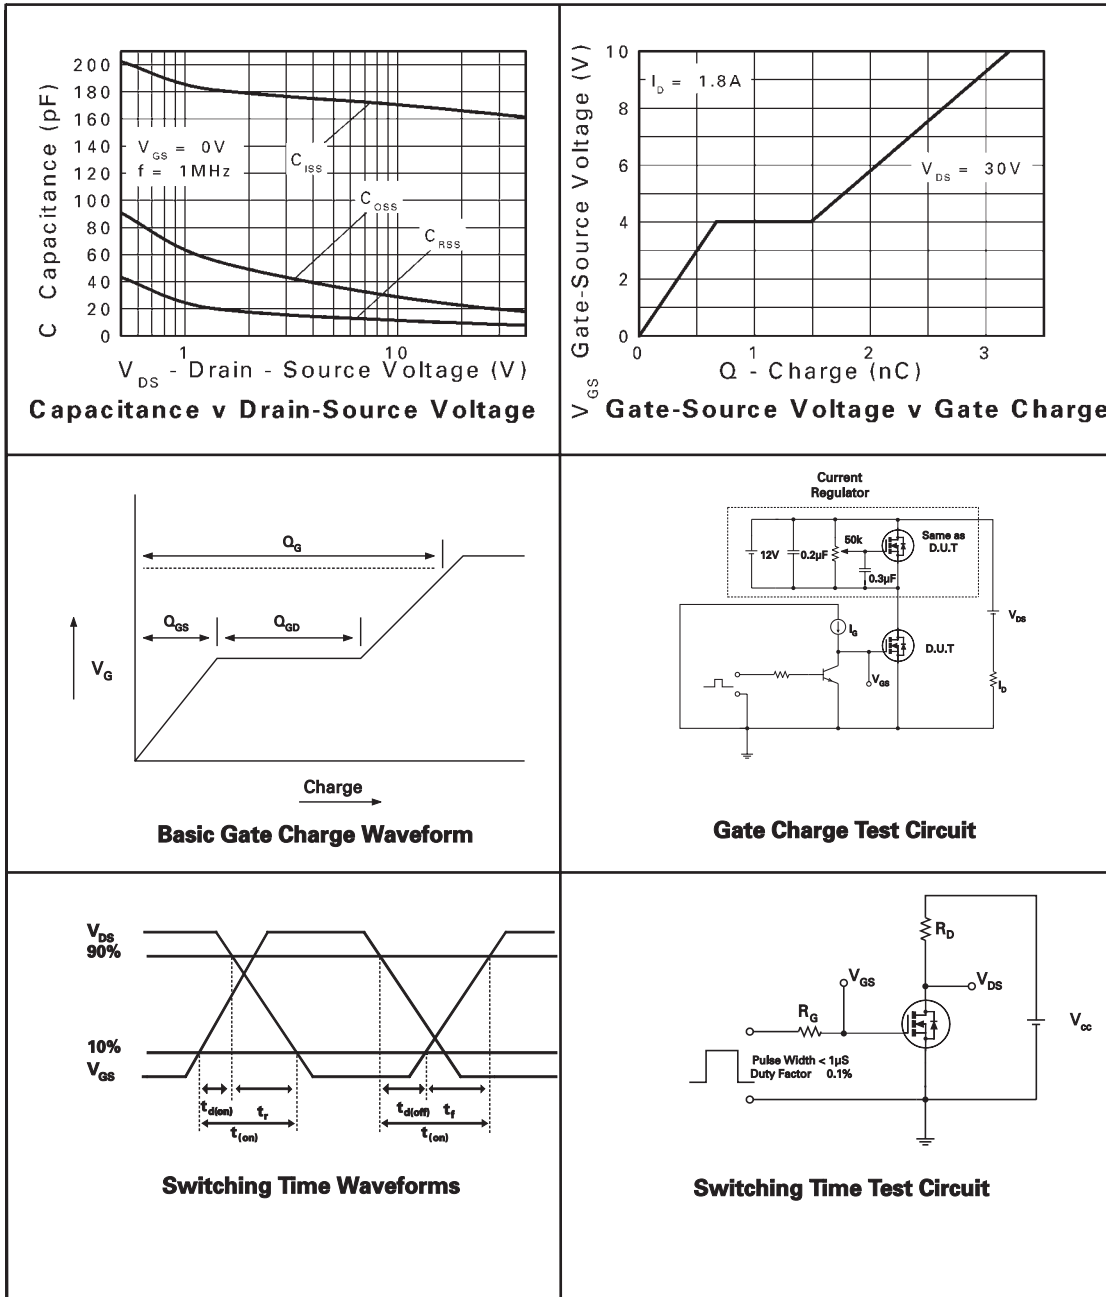 200
180
160
140
120
100
80
60
40
20
0
C Capacitance (pF)
VGS = 0V
f = 1MHz
CISS
COSS
CRSS
1
10
VDS - Drain - Source Voltage (V)
Capacitance v Drain-Source Voltage
10
8
6
4
2
0
VGS Gate-Source Voltage (V)
ID = 1.8A
VDS = 30V
0
1
2
3
Q - Charge (nC)
Gate-Source Voltage v Gate Charge
QG
QGS
QGD
VG
Charge
Basic Gate Charge Waveform
Current
Regulator
12V
0.2µF
50k
0.3µF
Same as
D.U.T
IG
VDS
D.U.T
VGS
ID
Gate Charge Test Circuit
VDS
90%
10%
VGS
td(on)
tr
td(off)
tf
t(on)
t(on)
Switching Time Waveforms
RD
VGS
VDS
RG
Vcc
Pulse Width < 1µS
Duty Factor 0.1%
Switching Time Test Circuit